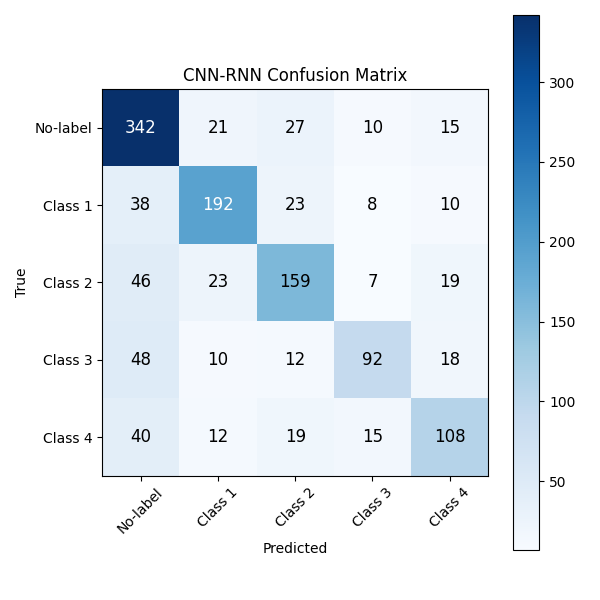 CNN-RNN Confusion Matrix
No-label 342 21 27 10 15
Class 1 38 192 23 8 10
Class 2 46 23 159 7 19
Class 3 48 10 12 92 18
Class 4 40 12 19 15 108
No-label Class 1 Class 2 Class 3 Class 4
Predicted
True
300
250
200
150
100
50